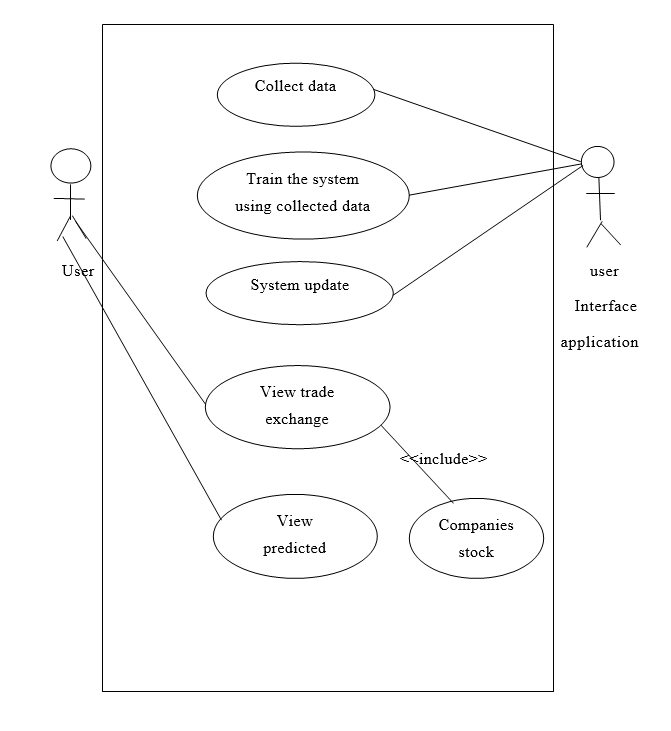 Collect data
Train the system
using collected data
User
System update
user
Interface
application
View trade
exchange
<<include>>
View
predicted
Companies
stock